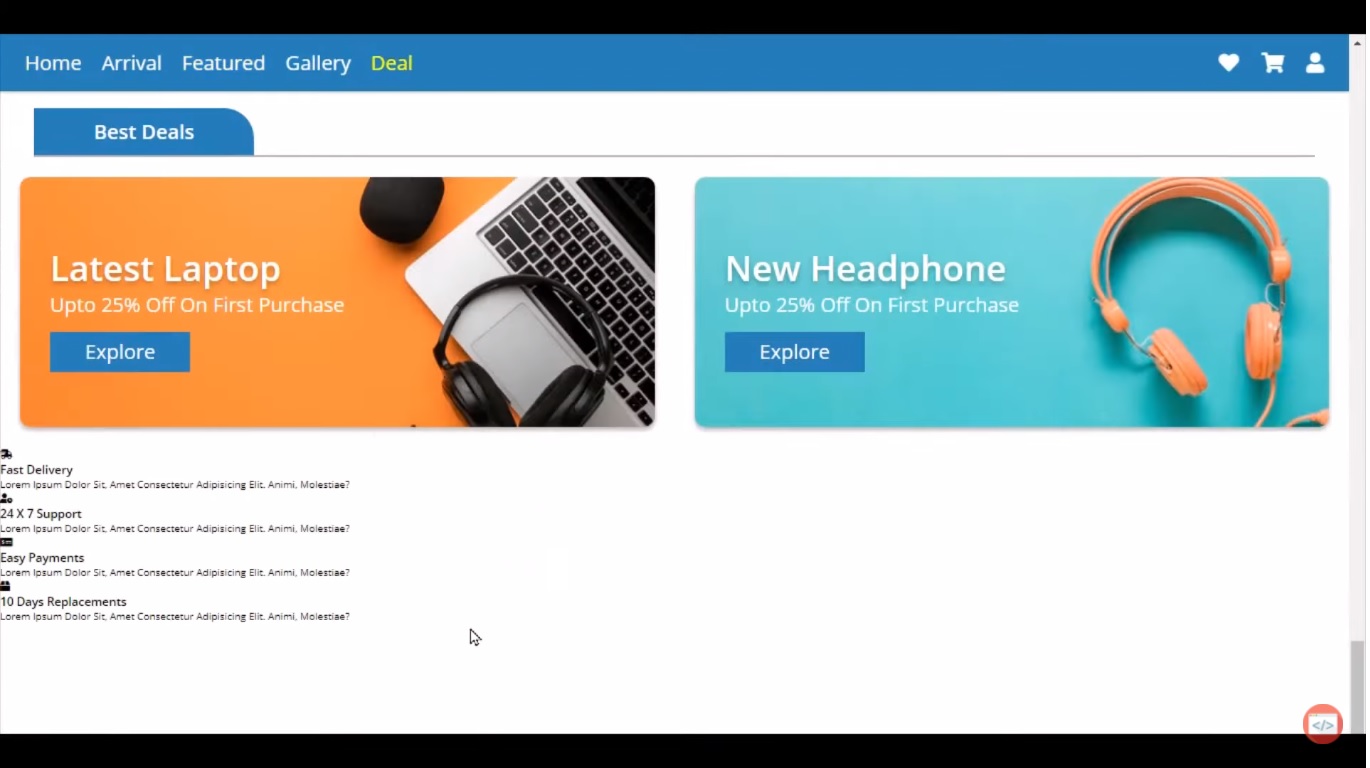 Home Arrival Featured Gallery Deal
Best Deals
Latest Laptop
Upto 25% Off On First Purchase
Explore
New Headphone
Upto 25% Off On First Purchase
Explore
Fast Delivery
Lorem Ipsum Dolor Sit, Amet Consectetur Adipisicing Elit. Animi, Molestiae?
24 X 7 Support
Lorem Ipsum Dolor Sit, Amet Consectetur Adipisicing Elit. Animi, Molestiae?
Easy Payments
Lorem Ipsum Dolor Sit, Amet Consectetur Adipisicing Elit. Animi, Molestiae?
10 Days Replacements
Lorem Ipsum Dolor Sit, Amet Consectetur Adipisicing Elit. Animi, Molestiae?
</>